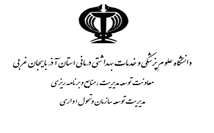 دانشگاه علوم پزشکی و خدمات بهداشتی درمانی استان آذربایجان غربی
معاونت توسعه مدیریت، منابع و برنامه ریزی
مدیریت توسعه سازمان و تحول اداری